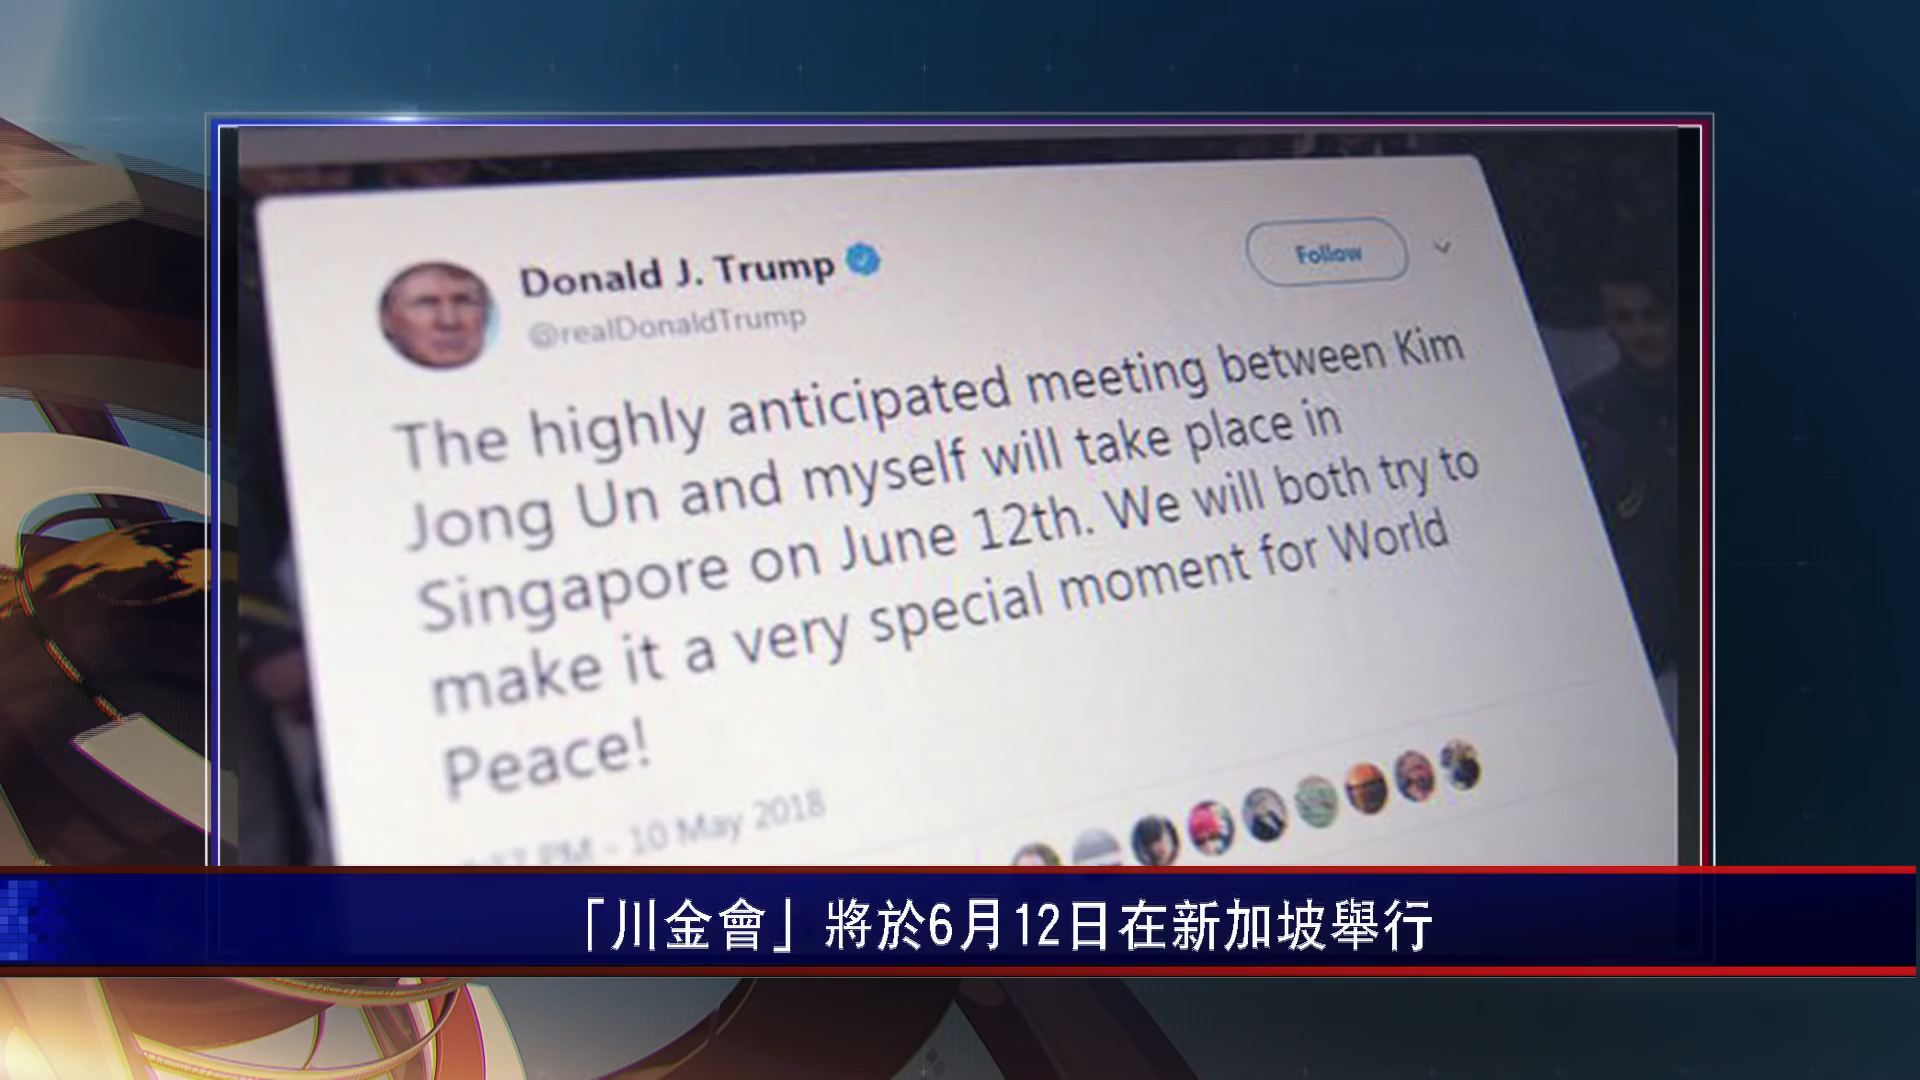 Donald J. Trump
@realDonaldTrump
Follow
The highly anticipated meeting between Kim
Jong Un and myself will take place in
Singapore on June 12th. We will both try to
make it a very special moment for World
Peace!
PM - 10 May 2018
「川金會」將於6月12日在新加坡舉行